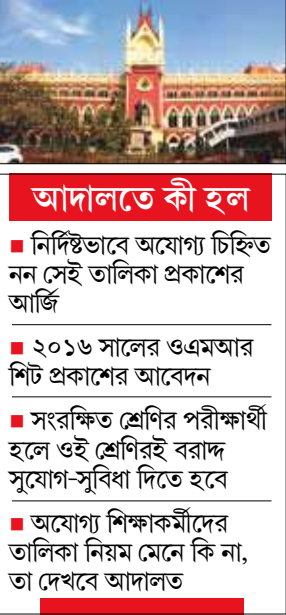 আদালতে কী হল
■ নির্দিষ্টভাবে অযোগ্য চিহ্নিত
নন সেই তালিকা প্রকাশের
আর্জি
■ ২০১৬ সালের ওএমআর
শিট প্রকাশের আবেদন
■ সংরক্ষিত শ্রেণির পরীক্ষার্থী
হলে ওই শ্রেণিরই বরাদ্দ
সুযোগ-সুবিধা দিতে হবে
■ অযোগ্য শিক্ষাকর্মীদের
তালিকা নিয়ম মেনে কি না,
তা দেখবে আদালত